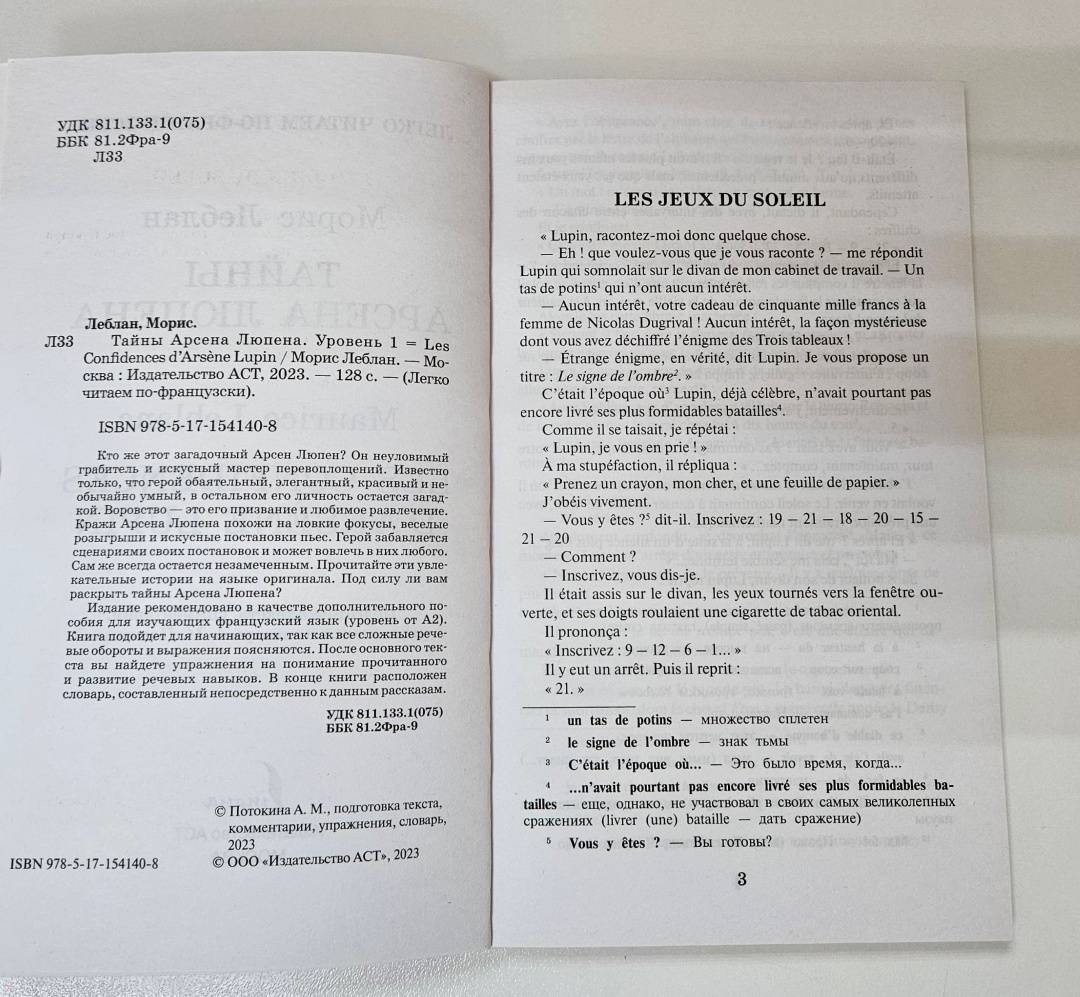 УДК 811.133.1(075)
ББК 81.2Фра-9
Л33
Леблан, Морис.
Л33 Тайны Арсена Люпена. Уровень 1 = Les
Confidences d'Arsène Lupin / Морис Леблан. — Мо-
сква : Издательство АСТ, 2023. — 128 с. — (Легко
читаем по-французски).
ISBN 978-5-17-154140-8
Кто же этот загадочный Арсен Люпен? Он неуловимый
грабитель и искусный мастер перевоплощений. Известно
только, что герой обаятельный, элегантный, красивый и не-
обычайно умный, в остальном его личность остается загад-
кой. Воровство — это его призвание и любимое развлечение.
Кражи Арсена Люпена похожи на ловкие фокусы, веселые
розыгрыши и искусные постановки пьес. Герой забавляется
сценариями своих постановок и может вовлечь в них любого.
Сам же всегда остается незамеченным. Прочитайте эти увле-
кательные истории на языке оригинала. Под силу ли вам
раскрыть тайны Арсена Люпена?
Издание рекомендовано в качестве дополнительного по-
собия для изучающих французский язык (уровень от А2).
Книга подойдет для начинающих, так как все сложные рече-
вые обороты и выражения поясняются. После основного тек-
ста вы найдете упражнения на понимание прочитанного
и развитие речевых навыков. В конце книги расположен
словарь, составленный непосредственно к данным рассказам.
УДК 811.133.1(075)
ББК 81.2Фра-9
© Потокина А. М., подготовка текста,
комментарии, упражнения, словарь,
2023
ISBN 978-5-17-154140-8 © ООО «Издательство АСТ», 2023
LES JEUX DU SOLEIL
« Lupin, racontez-moi donc quelque chose.
— Eh ! que voulez-vous que je vous raconte ? — me répondit
Lupin qui somnolait sur le divan de mon cabinet de travail. — Un
tas de potins¹ qui n'ont aucun intérêt.
— Aucun intérêt, votre cadeau de cinquante mille francs à la
femme de Nicolas Dugrival ! Aucun intérêt, la façon mystérieuse
dont vous avez déchiffré l'énigme des Trois tableaux !
— Étrange énigme, en vérité, dit Lupin. Je vous propose un
titre : Le signe de l'ombre². »
C'était l'époque où³ Lupin, déjà célèbre, n'avait pourtant pas
encore livré ses plus formidables batailles⁴.
Comme il se taisait, je répétai :
« Lupin, je vous en prie ! »
À ma stupéfaction, il répliqua :
« Prenez un crayon, mon cher, et une feuille de papier. »
J'obéis vivement.
— Vous y êtes ?⁵ dit-il. Inscrivez : 19 – 21 – 18 – 20 – 15 –
21 – 20
— Comment ?
— Inscrivez, vous dis-je.
Il était assis sur le divan, les yeux tournés vers la fenêtre ou-
verte, et ses doigts roulaient une cigarette de tabac oriental.
Il prononça :
« Inscrivez : 9 – 12 – 6 – 1... »
Il y eut un arrêt. Puis il reprit :
« 21. »
¹ un tas de potins — множество сплетен
² le signe de l'ombre — знак тьмы
³ C'était l'époque où... — Это было время, когда...
⁴ ...n'avait pourtant pas encore livré ses plus formidables ba-
tailles — еще, однако, не участвовал в своих самых великолепных
сражениях (livrer (une) bataille — дать сражение)
⁵ Vous y êtes ? — Вы готовы?
3